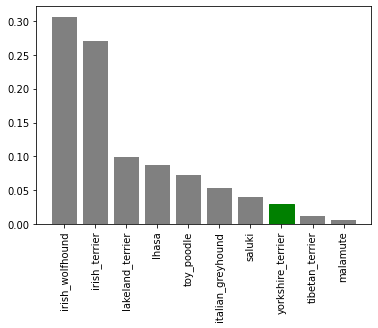 0.30
0.25
0.20
0.15
0.10
0.05
0.00
irish_wolfhound
irish_terrier
lakeland_terrier
lhasa
toy_poodle
italian_greyhound
saluki
yorkshire_terrier
tibetan_terrier
malamute